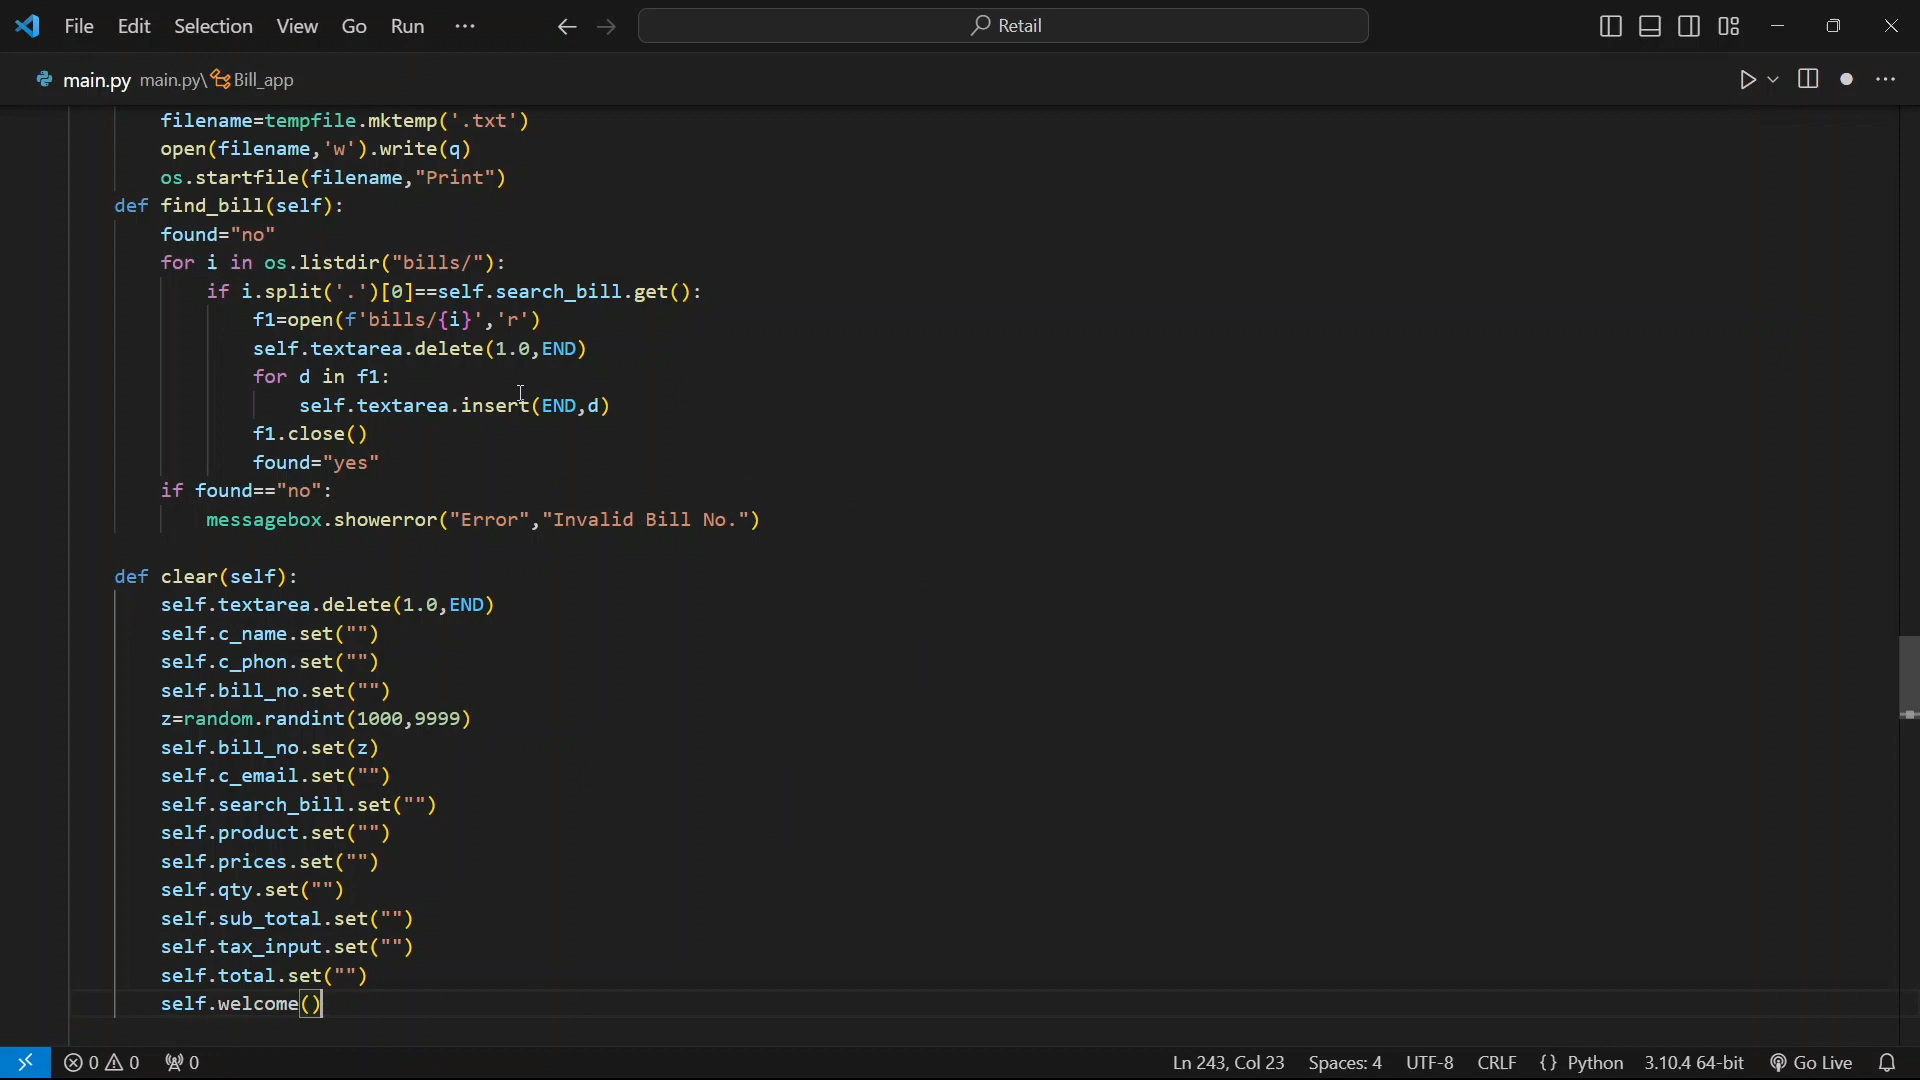 File Edit Selection View Go Run ··· Retail
main.py main.py\ Bill_app
filename=tempfile.mktemp('.txt')
open(filename,'w').write(q)
os.startfile(filename,"Print")
def find_bill(self):
found="no"
for i in os.listdir("bills/"):
if i.split('.')[0]==self.search_bill.get():
f1=open(f'bills/{i}','r')
self.textarea.delete(1.0,END)
for d in f1:
self.textarea.insert(END,d)
f1.close()
found="yes"
if found=="no":
messagebox.showerror("Error","Invalid Bill No.")
def clear(self):
self.textarea.delete(1.0,END)
self.c_name.set("")
self.c_phon.set("")
self.bill_no.set("")
z=random.randint(1000,9999)
self.bill_no.set(z)
self.c_email.set("")
self.search_bill.set("")
self.product.set("")
self.prices.set("")
self.qty.set("")
self.sub_total.set("")
self.tax_input.set("")
self.total.set("")
self.welcome()
0 0 0 Ln 243, Col 23 Spaces: 4 UTF-8 CRLF {} Python 3.10.4 64-bit Go Live